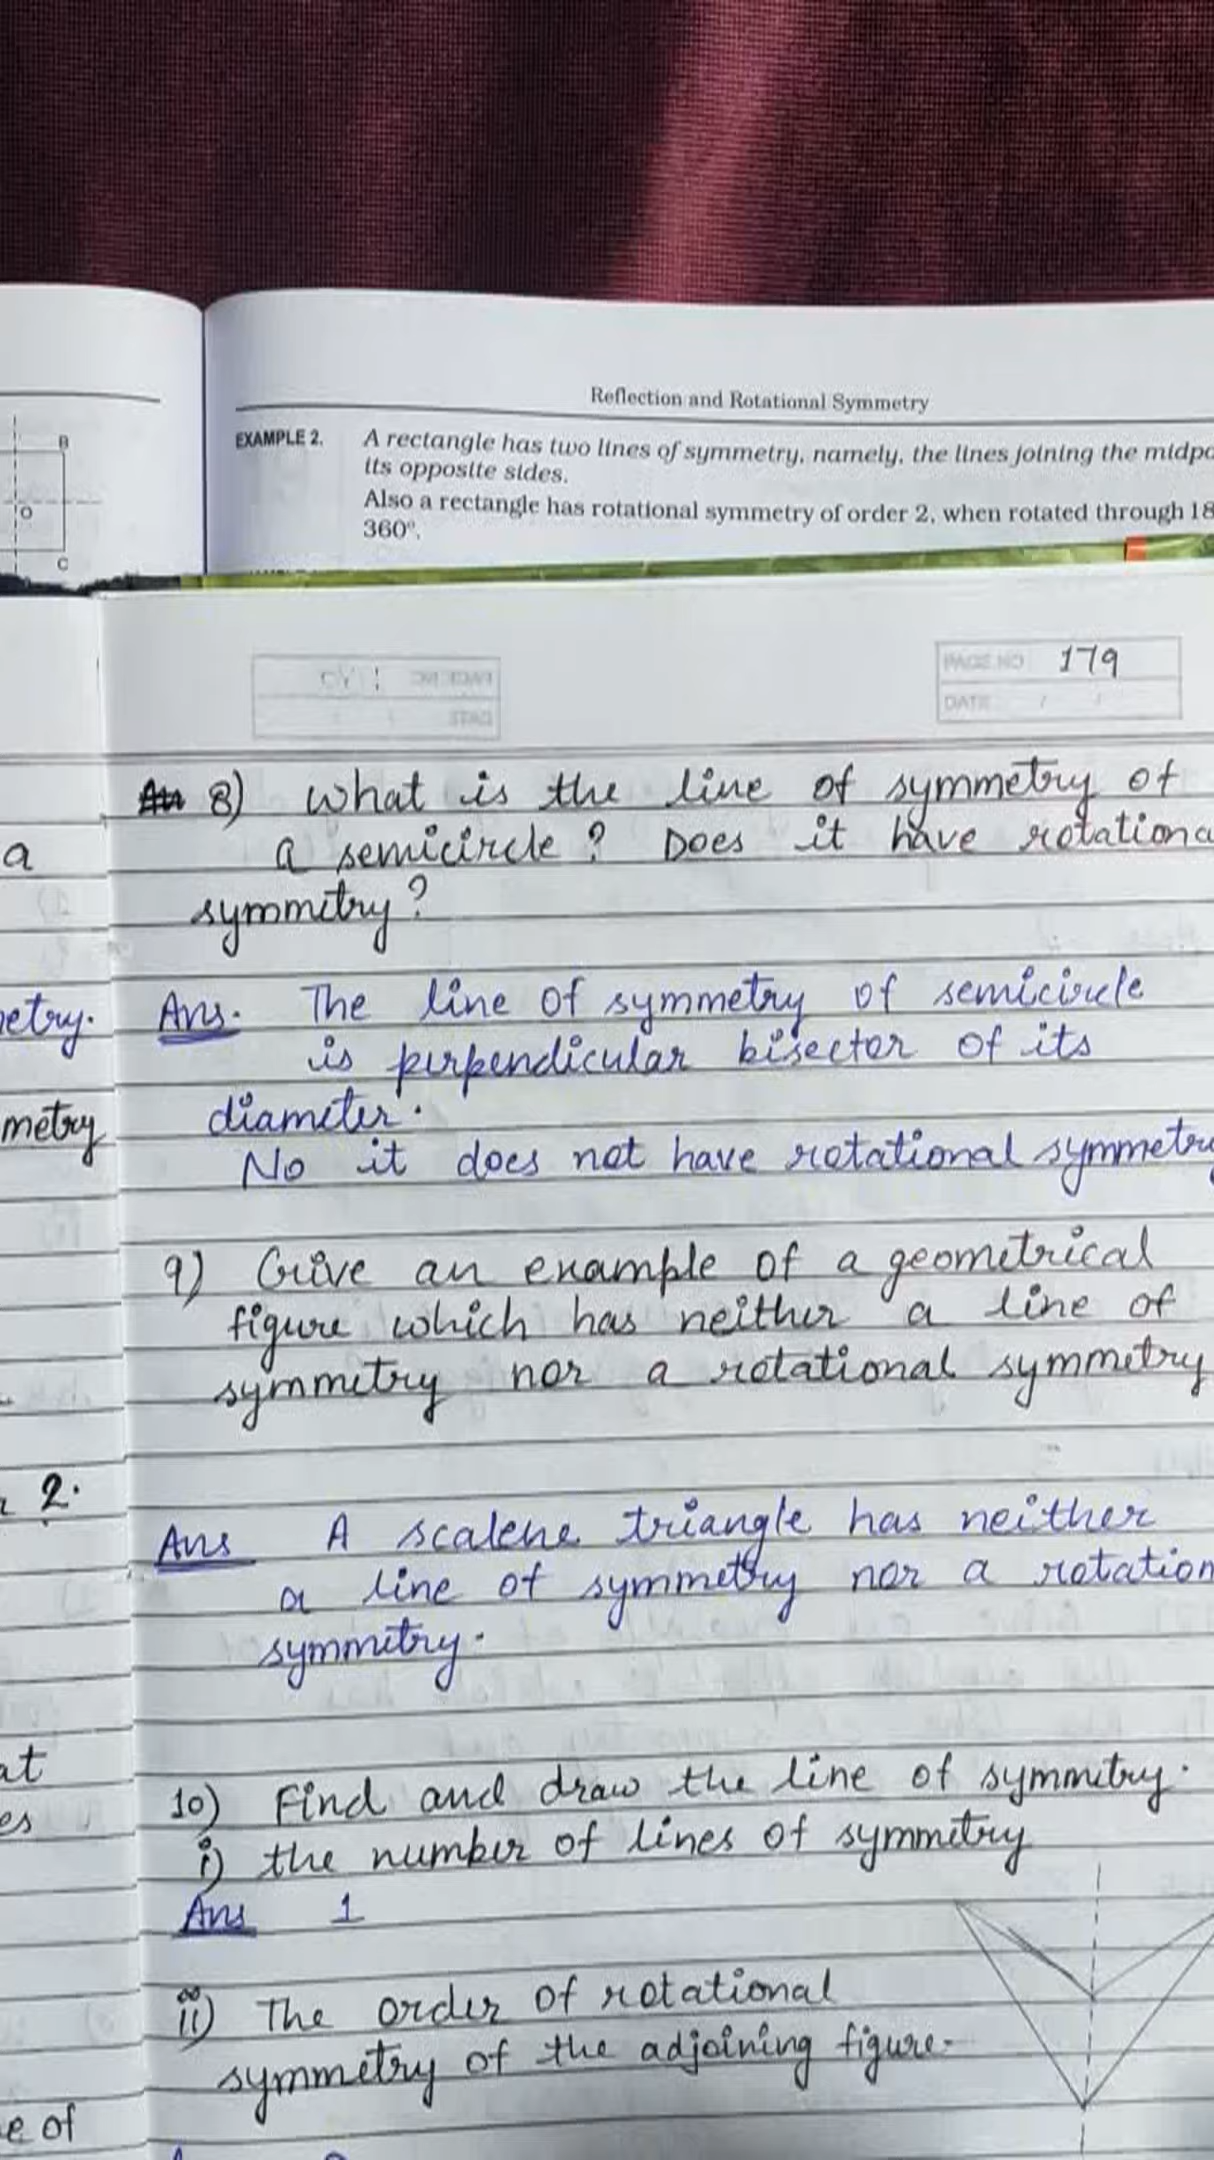 Reflection and Rotational Symmetry
EXAMPLE 2. A rectangle has two lines of symmetry, namely, the lines joining the midpo
its opposite sides.
Also a rectangle has rotational symmetry of order 2, when rotated through 18
360°.
B
O
C
PAGE NO 179
DATE / /
8) What is the line of symmetry of
a semicircle? Does it have rotationa
symmetry?
Ans. The line of symmetry of semicircle
is perpendicular bisector of its
diameter.
No it does not have rotational symmetry
9) Give an example of a geometrical
figure which has neither a line of
symmetry nor a rotational symmetry
Ans A scalene triangle has neither
a line of symmetry nor a rotation
symmetry.
10) Find and draw the line of symmetry.
i) the number of lines of symmetry
Ans 1
ii) The order of rotational
symmetry of the adjoining figure-
a
etry.
metry
2.
at
es
e of